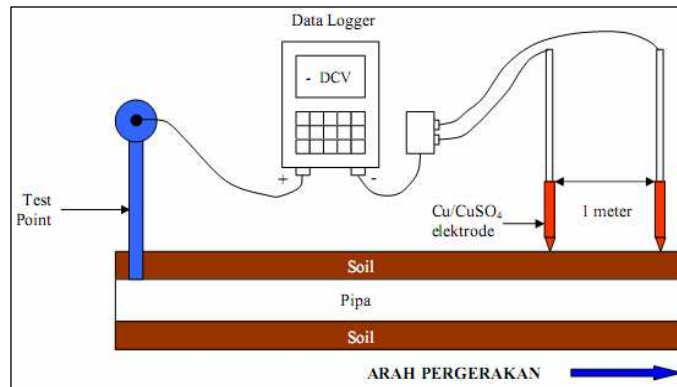 Data Logger
- DCV
+ -
Test
Point
Cu/CuSO₄
elektrode
1 meter
Soil
Pipa
Soil
ARAH PERGERAKAN